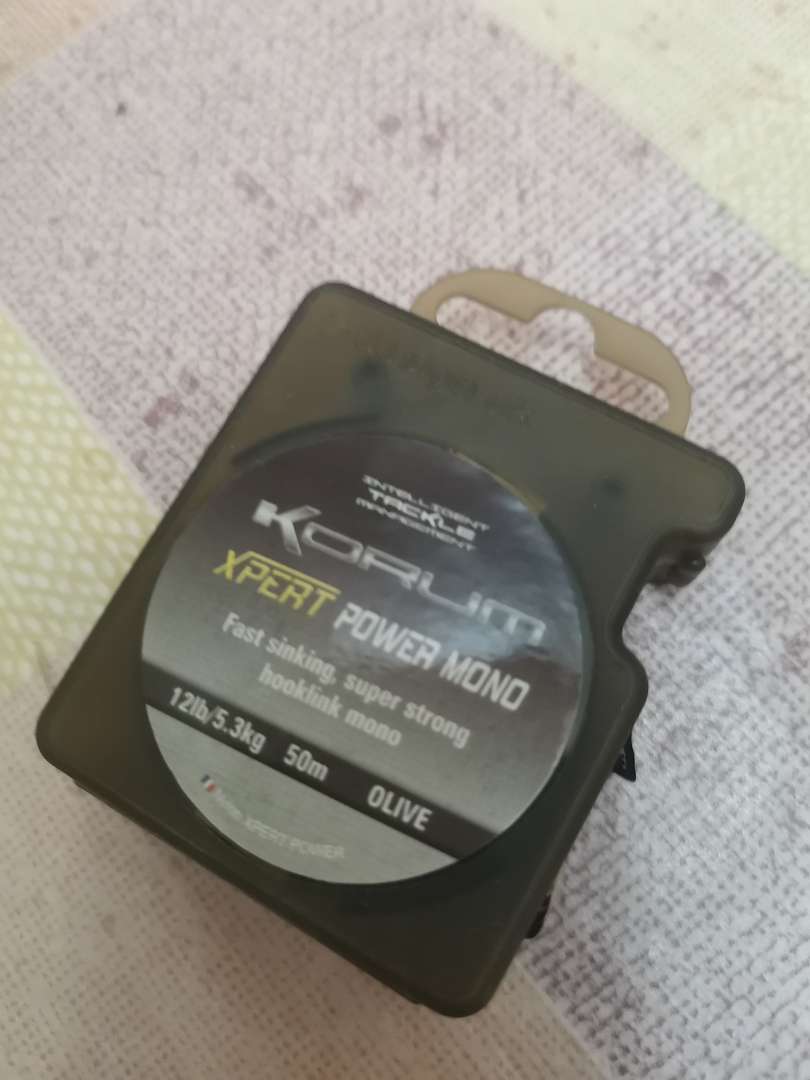 INTELLIGENT
TACKLE
MANAGEMENT
KORUM
XPERT POWER MONO
Fast sinking, super strong
hooklink mono
12lb/5.3kg 50m OLIVE
XPERT POWER